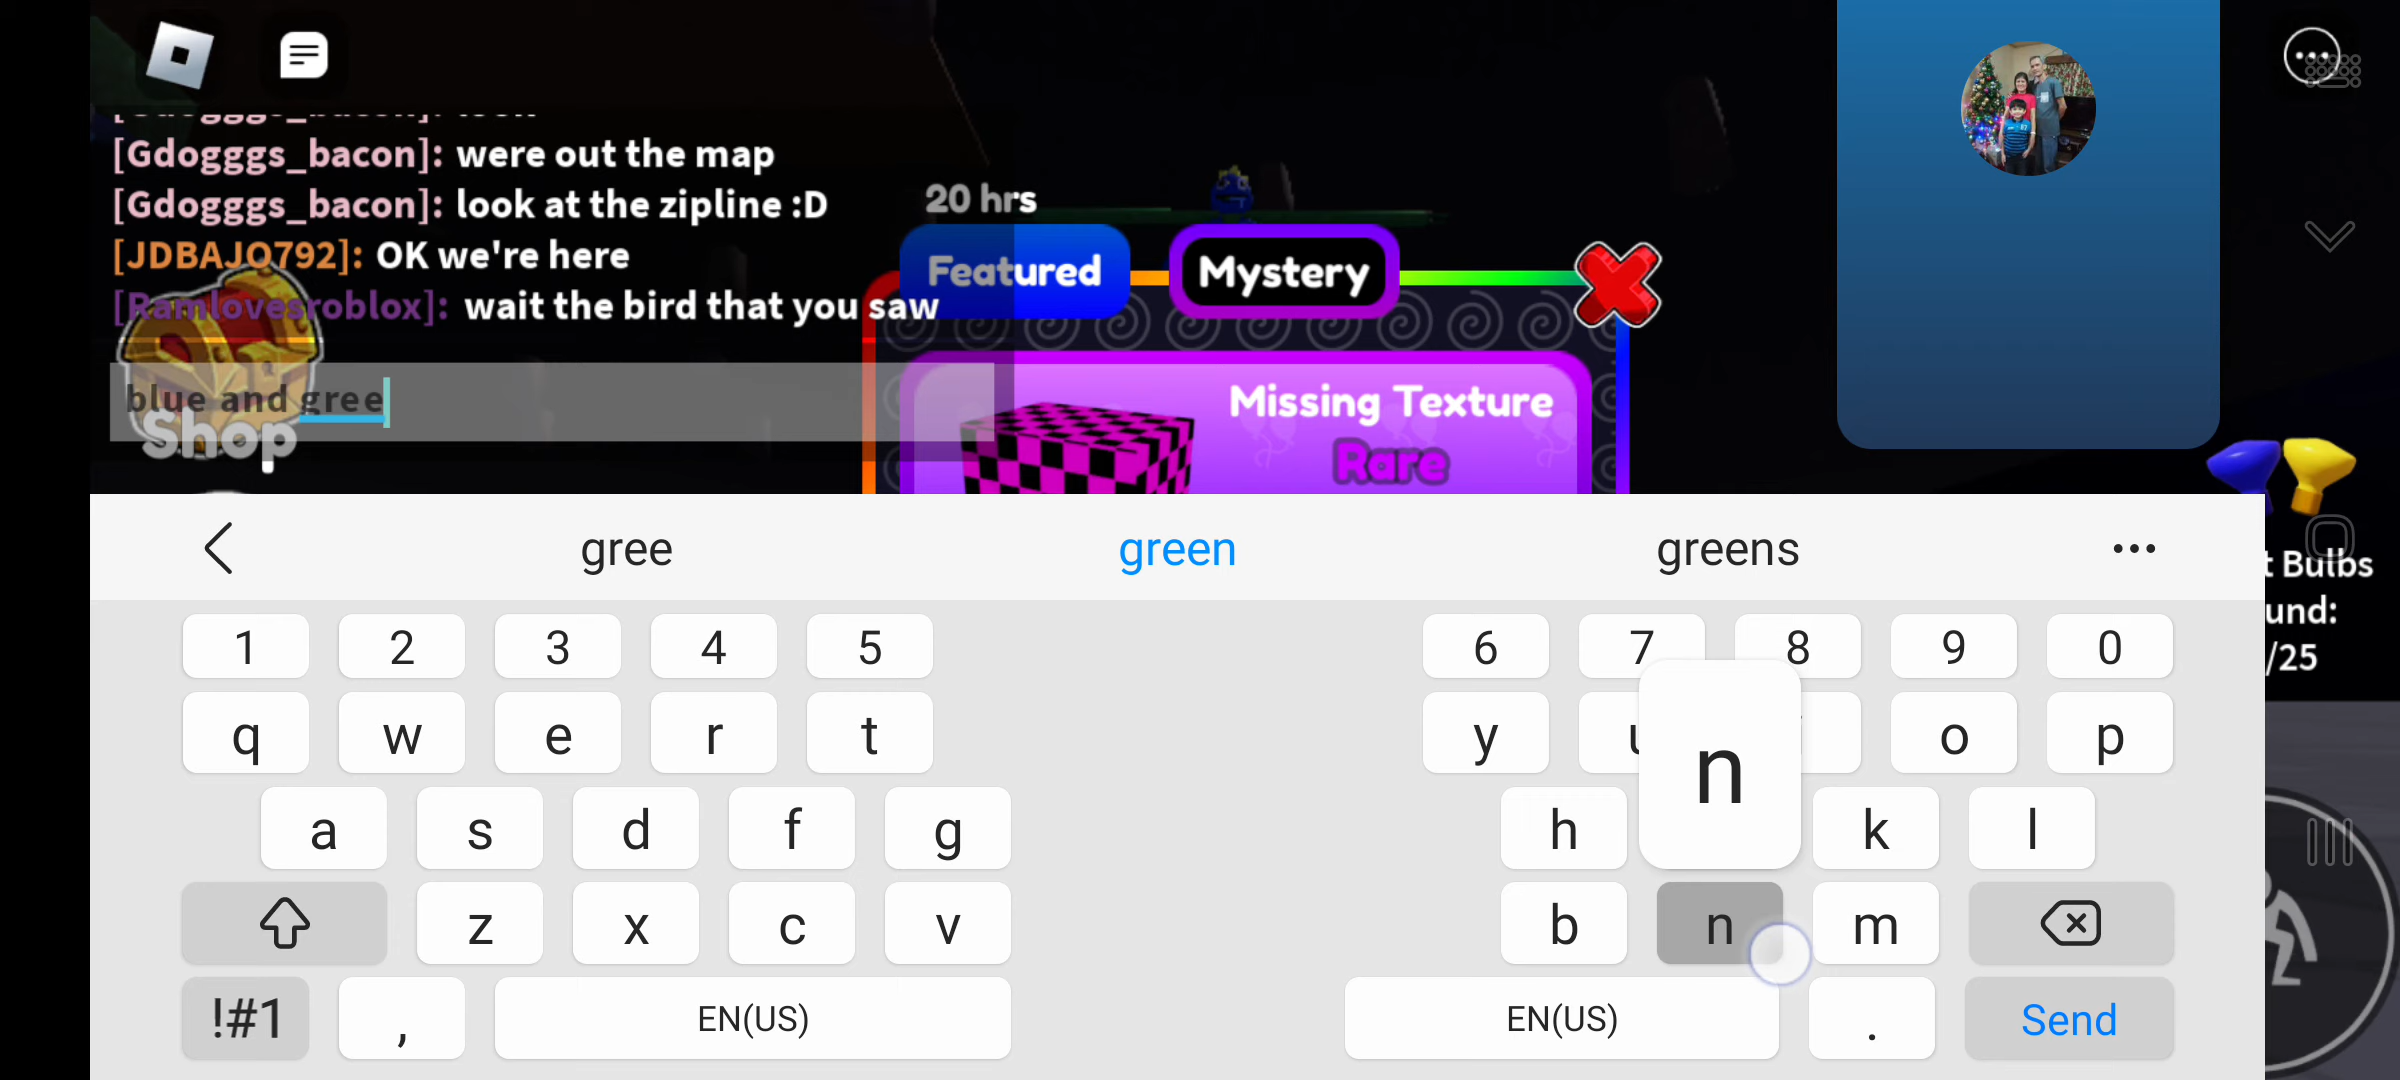 [Gdogggs_bacon]: were out the map
[Gdogggs_bacon]: look at the zipline :D
[JDBAJO792]: OK we're here
[Ramlovesroblox]: wait the bird that you saw
blue and gree
Shop
20 hrs
Featured
Mystery
Missing Texture
Rare
t Bulbs
und:
/25
gree green greens
1 2 3 4 5 6 7 8 9 0
q w e r t y u o p
n
a s d f g h k l
z x c v b n m
!#1 , EN(US) EN(US) . Send